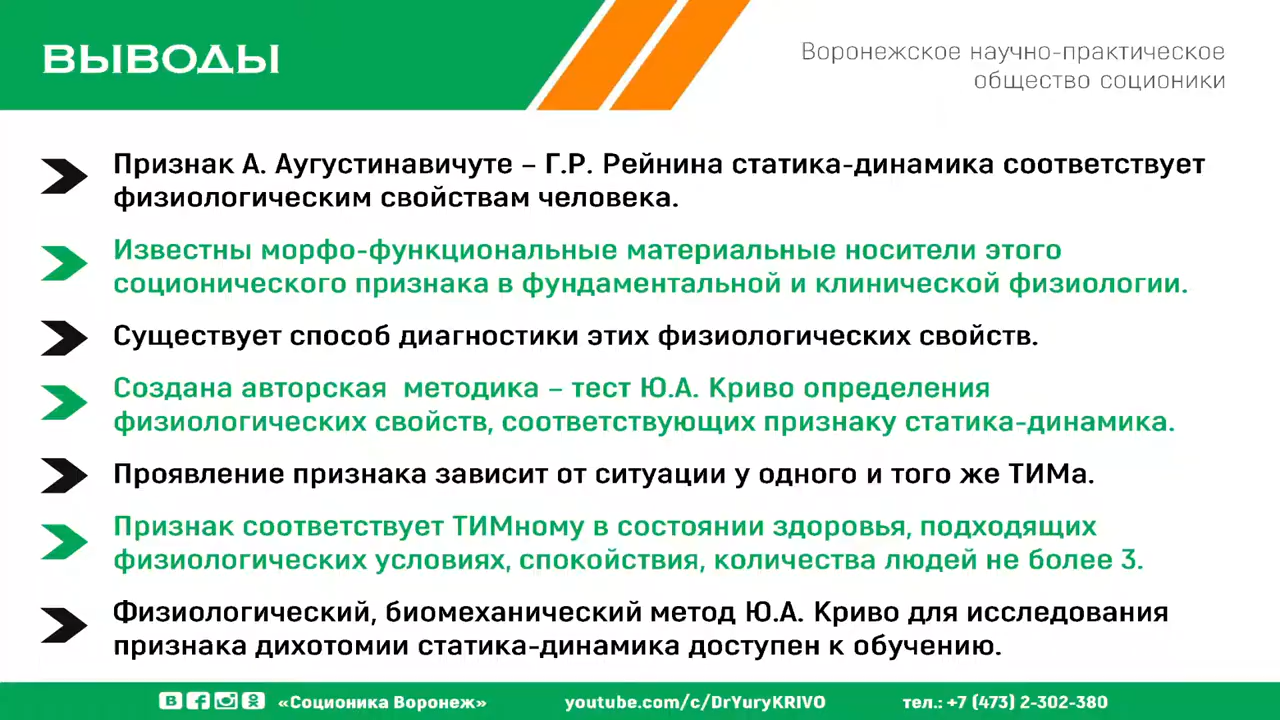 ВЫВОДЫ
Воронежское научно-практическое
общество соционики
Признак А. Аугустинавичуте – Г.Р. Рейнина статика-динамика соответствует
физиологическим свойствам человека.
Известны морфо-функциональные материальные носители этого
соционического признака в фундаментальной и клинической физиологии.
Существует способ диагностики этих физиологических свойств.
Создана авторская методика – тест Ю.А. Криво определения
физиологических свойств, соответствующих признаку статика-динамика.
Проявление признака зависит от ситуации у одного и того же ТИМа.
Признак соответствует ТИМному в состоянии здоровья, подходящих
физиологических условиях, спокойствия, количества людей не более 3.
Физиологический, биомеханический метод Ю.А. Криво для исследования
признака дихотомии статика-динамика доступен к обучению.
«Соционика Воронеж» youtube.com/c/DrYuryKRIVO тел.: +7 (473) 2-302-380